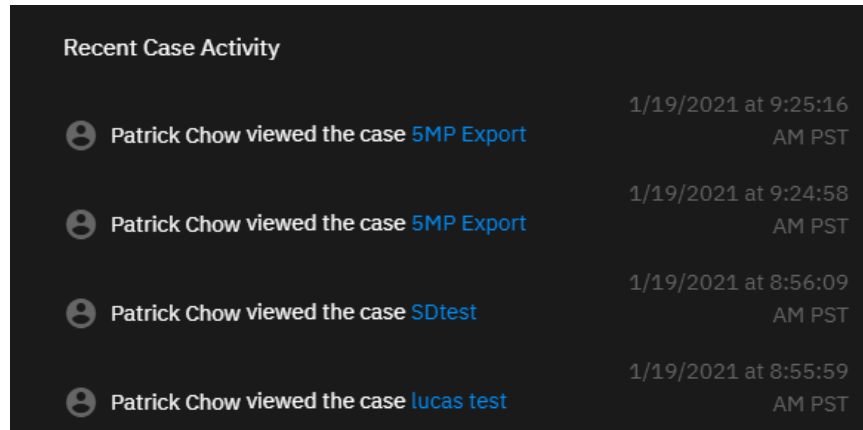 Recent Case Activity
1/19/2021 at 9:25:16
Patrick Chow viewed the case 5MP Export
AM PST
1/19/2021 at 9:24:58
Patrick Chow viewed the case 5MP Export
AM PST
1/19/2021 at 8:56:09
Patrick Chow viewed the case SDtest
AM PST
1/19/2021 at 8:55:59
Patrick Chow viewed the case lucas test
AM PST